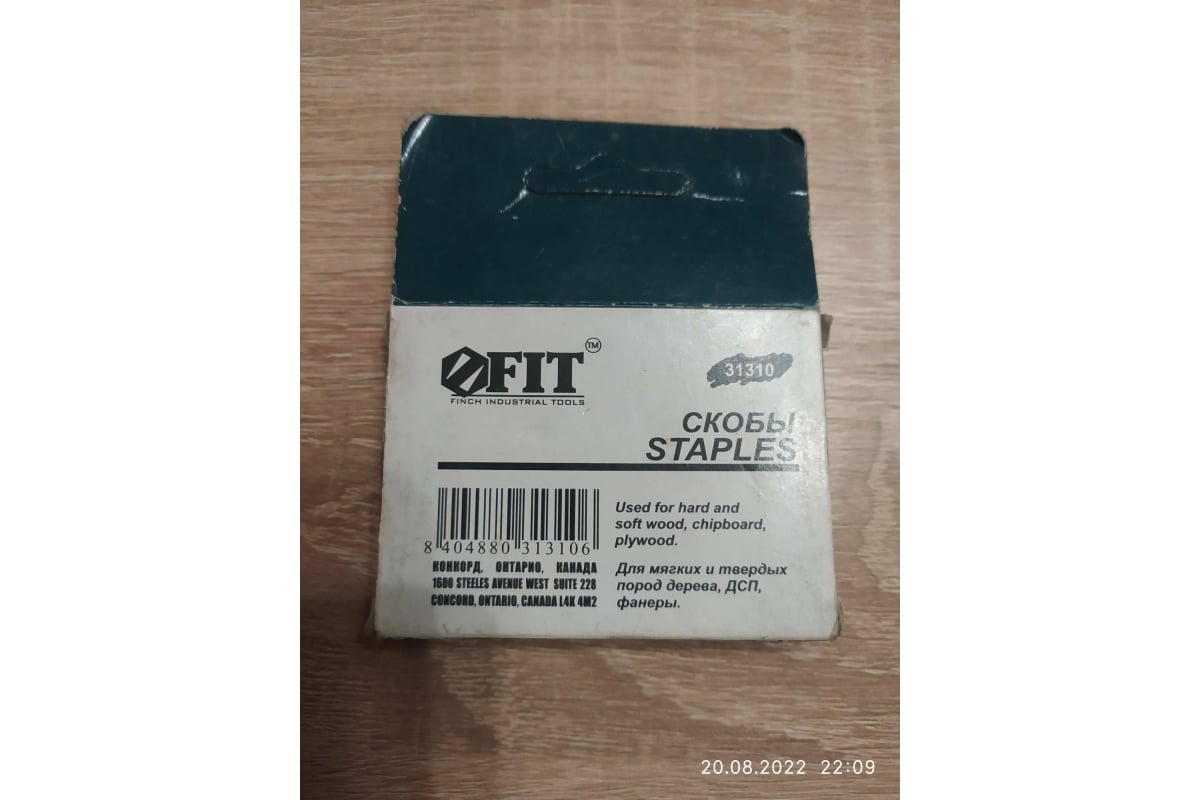 FIT TM
FINCH INDUSTRIAL TOOLS
31310
СКОБЫ
STAPLES
8 404880 313106
КОНКОРД, ОНТАРИО, КАНАДА
1600 STEELES AVENUE WEST SUITE 228
CONCORD, ONTARIO, CANADA L4K 4M2
Used for hard and
soft wood, chipboard,
plywood.
Для мягких и твердых
пород дерева, ДСП,
фанеры.
20.08.2022 22:09